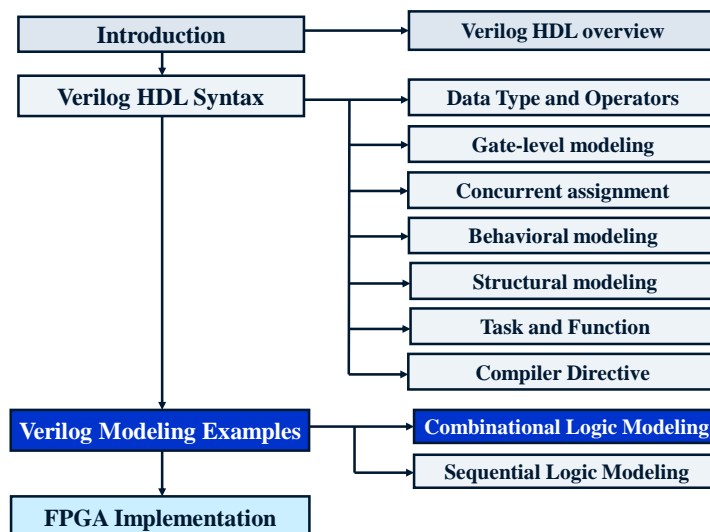 Introduction
Verilog HDL overview
Verilog HDL Syntax
Data Type and Operators
Gate-level modeling
Concurrent assignment
Behavioral modeling
Structural modeling
Task and Function
Compiler Directive
Verilog Modeling Examples
Combinational Logic Modeling
Sequential Logic Modeling
FPGA Implementation